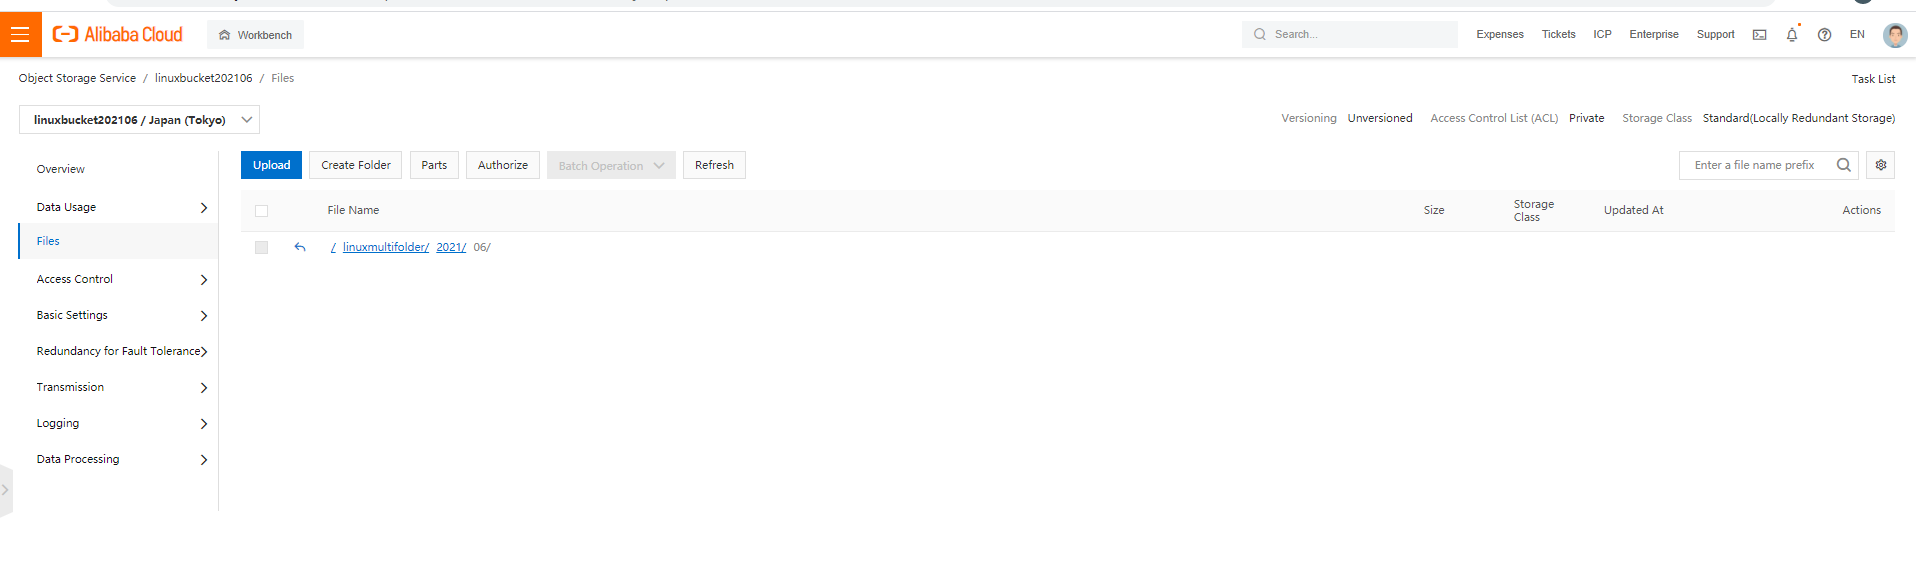 Alibaba Cloud Workbench Search... Expenses Tickets ICP Enterprise Support EN
Object Storage Service / linuxbucket202106 / Files Task List
linuxbucket202106 / Japan (Tokyo) Versioning Unversioned Access Control List (ACL) Private Storage Class Standard(Locally Redundant Storage)
Overview
Data Usage
Files
Access Control
Basic Settings
Redundancy for Fault Tolerance
Transmission
Logging
Data Processing
Upload Create Folder Parts Authorize Batch Operation Refresh Enter a file name prefix
File Name Size Storage Class Updated At Actions
/ linuxmultifolder/ 2021/ 06/